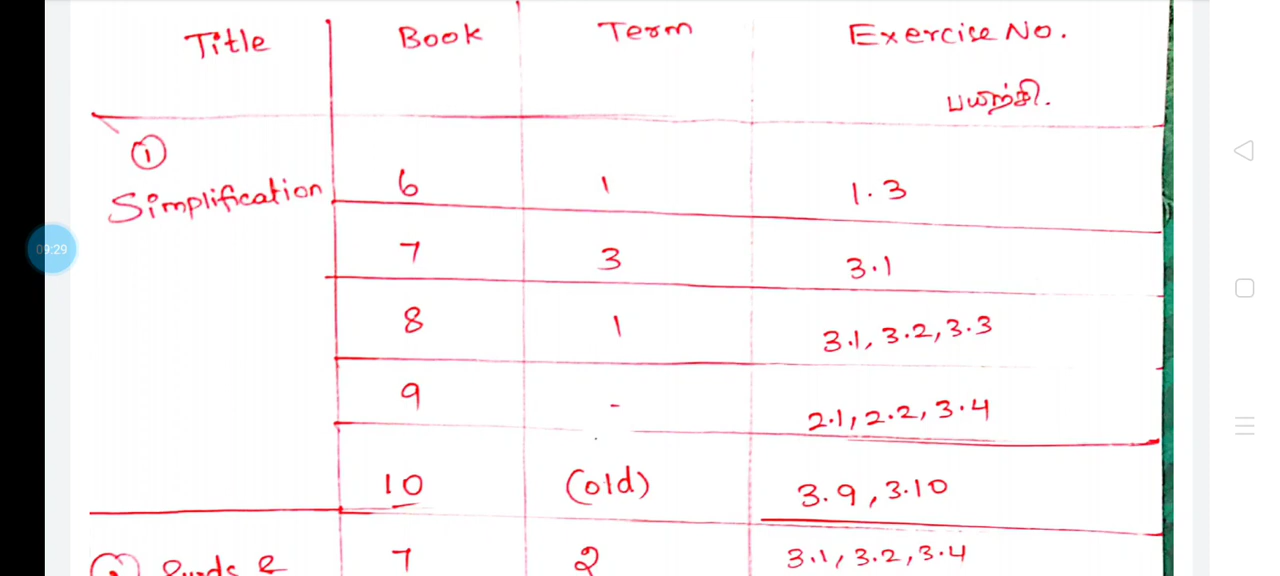 Title Book Term Exercise No.
பயிற்சி.
①
Simplification 6 1 1.3
7 3 3.1
8 1 3.1, 3.2, 3.3
9 - 2.1, 2.2, 3.4
10 (old) 3.9, 3.10
& 7 2 3.1, 3.2, 3.4
09:29